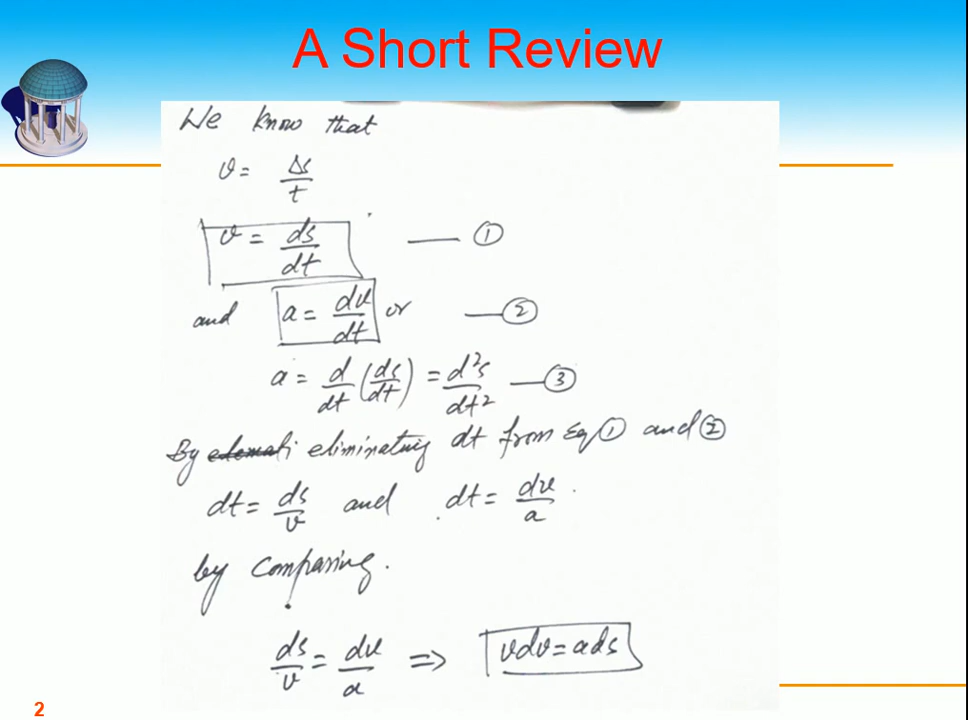 A Short Review
We know that
v = Δs/t
v = ds/dt —— ①
and a = dv/dt or —— ②
a = d/dt (ds/dt) = d²s/dt² —— ③
By eliminating dt from Eq ① and ②
dt = ds/v and dt = dv/a .
by comparing.
ds/v = dv/a => vdv = ads
2